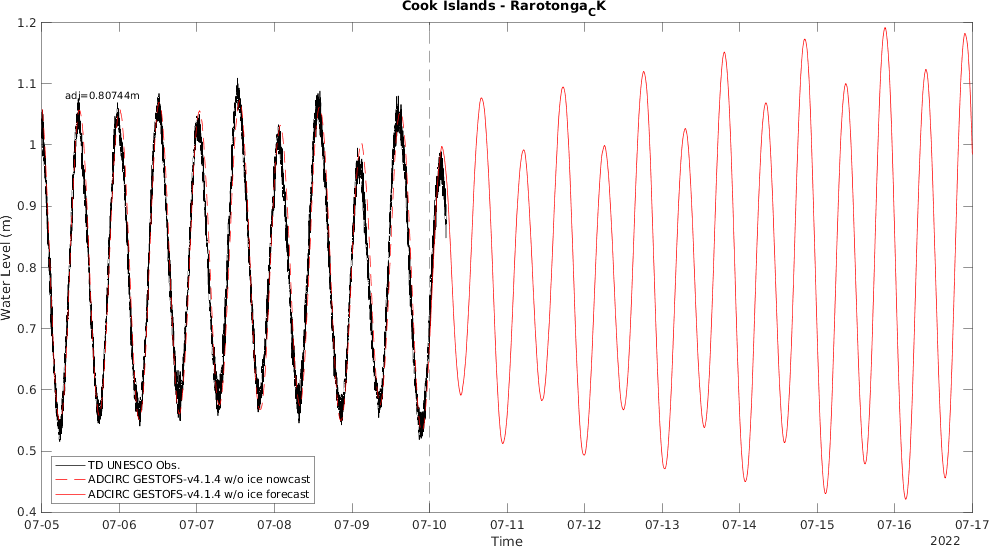 Cook Islands - Rarotonga_CK
1.2
1.1
1
0.9
0.8
0.7
0.6
0.5
0.4
Water Level (m)
adj=0.80744m
TD UNESCO Obs.
ADCIRC GESTOFS-v4.1.4 w/o ice nowcast
ADCIRC GESTOFS-v4.1.4 w/o ice forecast
07-05 07-06 07-07 07-08 07-09 07-10 07-11 07-12 07-13 07-14 07-15 07-16 07-17
Time
2022